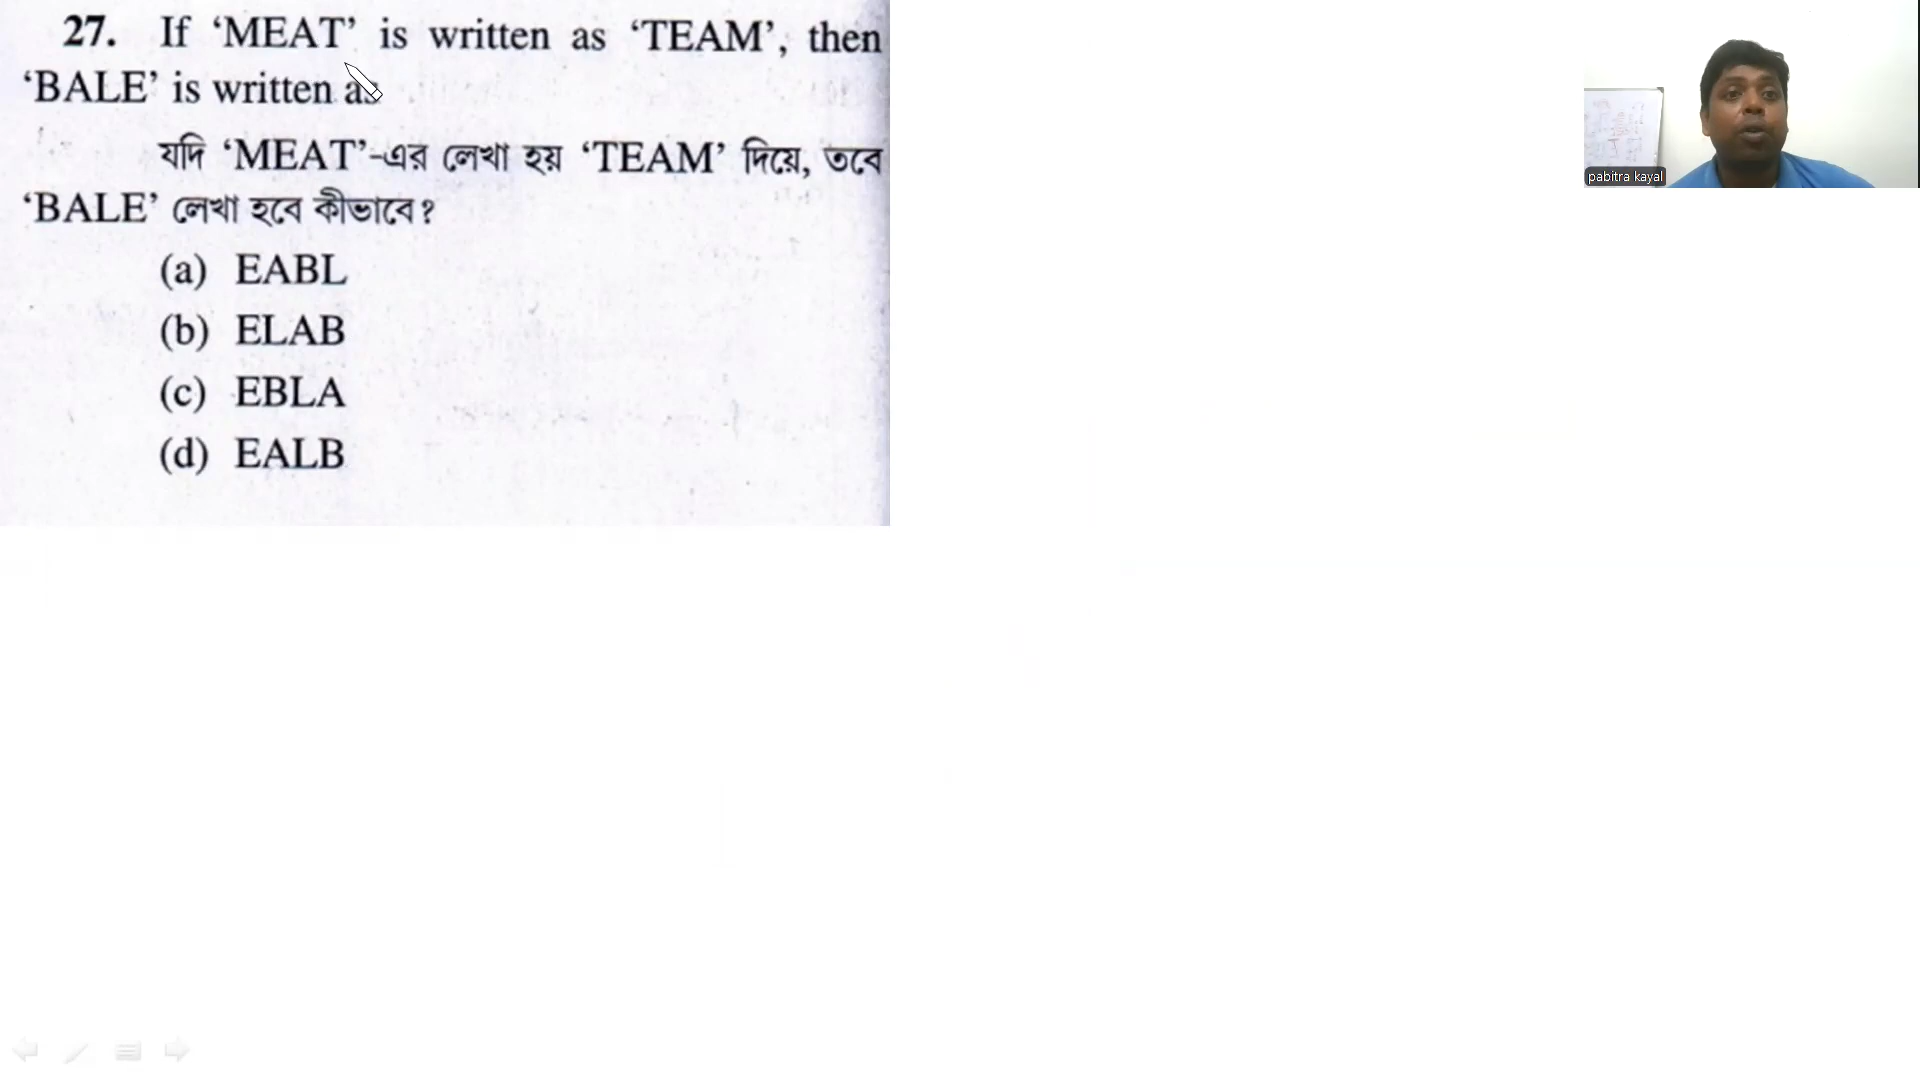 27. If ‘MEAT’ is written as ‘TEAM’, then
‘BALE’ is written as
যদি ‘MEAT’-এর লেখা হয় ‘TEAM’ দিয়ে, তবে
‘BALE’ লেখা হবে কীভাবে?
(a) EABL
(b) ELAB
(c) EBLA
(d) EALB
pabitra kayal